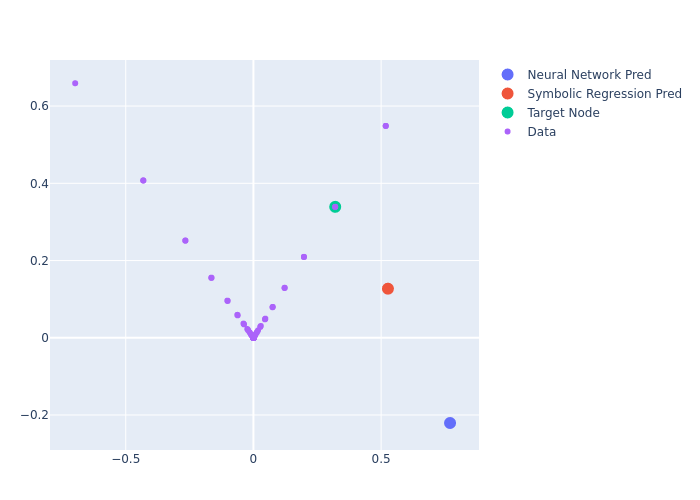 Neural Network Pred
Symbolic Regression Pred
Target Node
Data
0.6
0.4
0.2
0
−0.2
−0.5
0
0.5